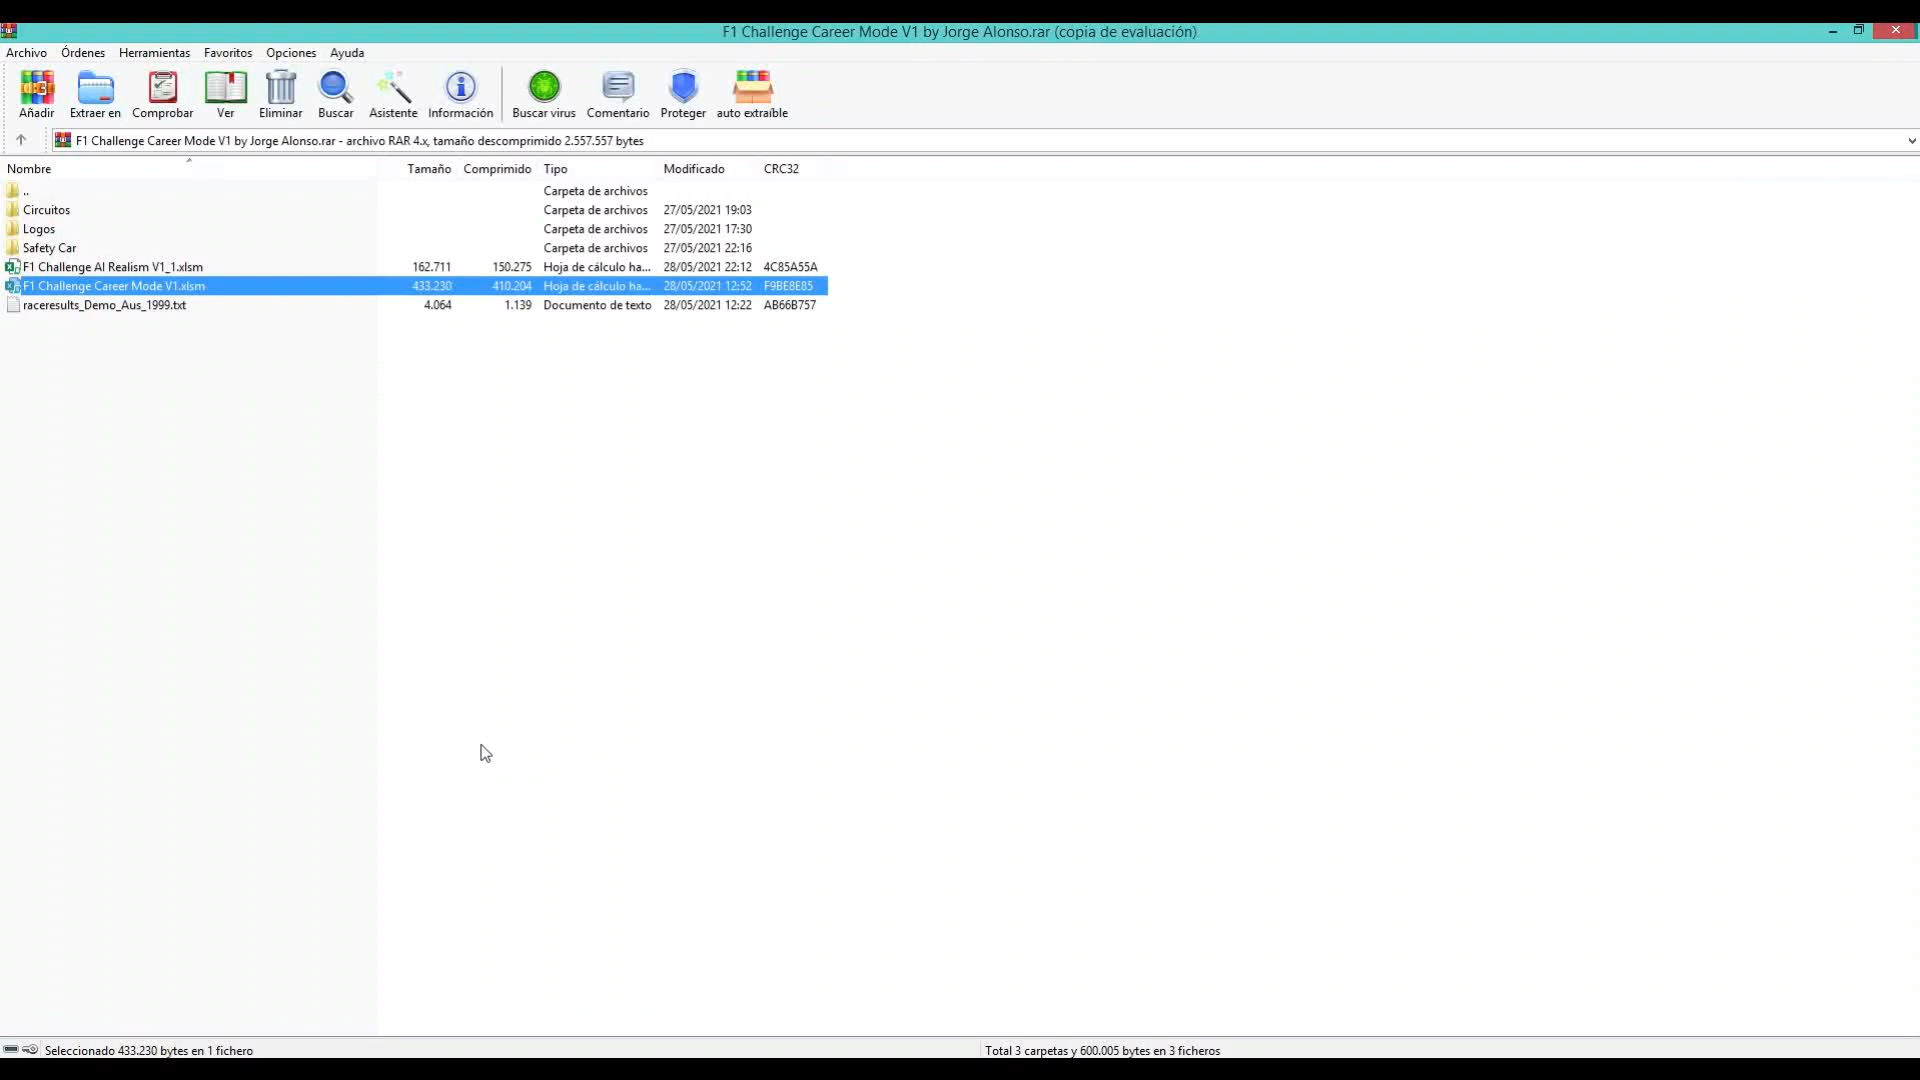 F1 Challenge Career Mode V1 by Jorge Alonso.rar (copia de evaluación)
Archivo Órdenes Herramientas Favoritos Opciones Ayuda
Añadir Extraer en Comprobar Ver Eliminar Buscar Asistente Información Buscar virus Comentario Proteger auto extraíble
F1 Challenge Career Mode V1 by Jorge Alonso.rar - archivo RAR 4.x, tamaño descomprimido 2.557.557 bytes
Nombre Tamaño Comprimido Tipo Modificado CRC32
.. Carpeta de archivos
Circuitos Carpeta de archivos 27/05/2021 19:03
Logos Carpeta de archivos 27/05/2021 17:30
Safety Car Carpeta de archivos 27/05/2021 22:16
F1 Challenge AI Realism V1_1.xlsm 162.711 150.275 Hoja de cálculo ha... 28/05/2021 22:12 4C85A55A
F1 Challenge Career Mode V1.xlsm 433.230 410.204 Hoja de cálculo ha... 28/05/2021 12:52 F9BE8E85
raceresults_Demo_Aus_1999.txt 4.064 1.139 Documento de texto 28/05/2021 12:22 AB66B757
Seleccionado 433.230 bytes en 1 fichero Total 3 carpetas y 600.005 bytes en 3 ficheros